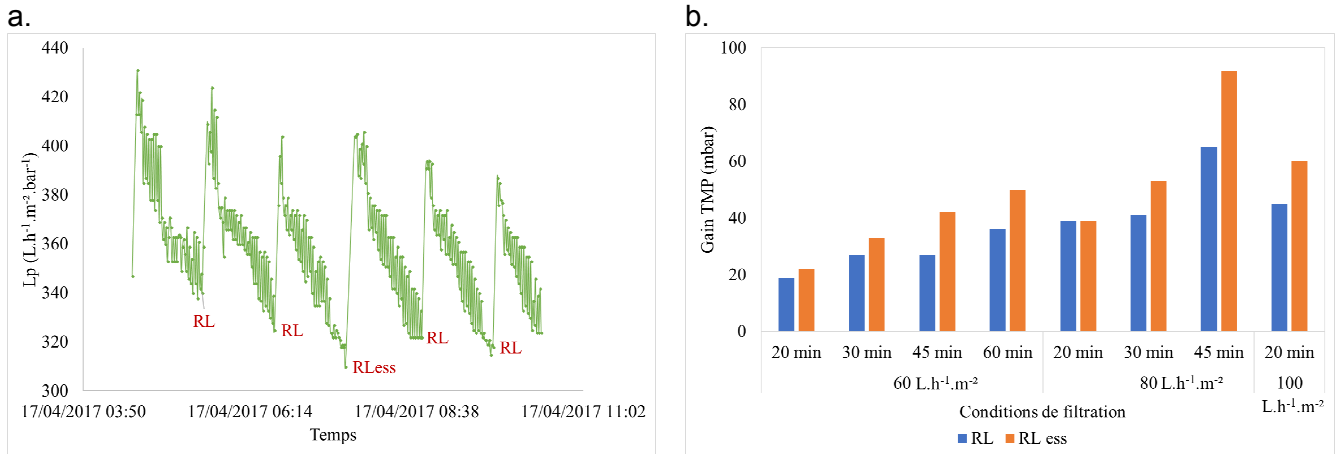 a.
440
420
400
380
360
340
320
300
Lp (L.h⁻¹.m⁻².bar⁻¹)
RL
RL
RLess
RL
RL
17/04/2017 03:50
17/04/2017 06:14
17/04/2017 08:38
17/04/2017 11:02
Temps
b.
100
80
60
40
20
0
Gain TMP (mbar)
20 min
30 min
45 min
60 min
20 min
30 min
45 min
20 min
60 L.h⁻¹.m⁻²
80 L.h⁻¹.m⁻²
100
L.h⁻¹.m⁻²
Conditions de filtration
RL
RL ess